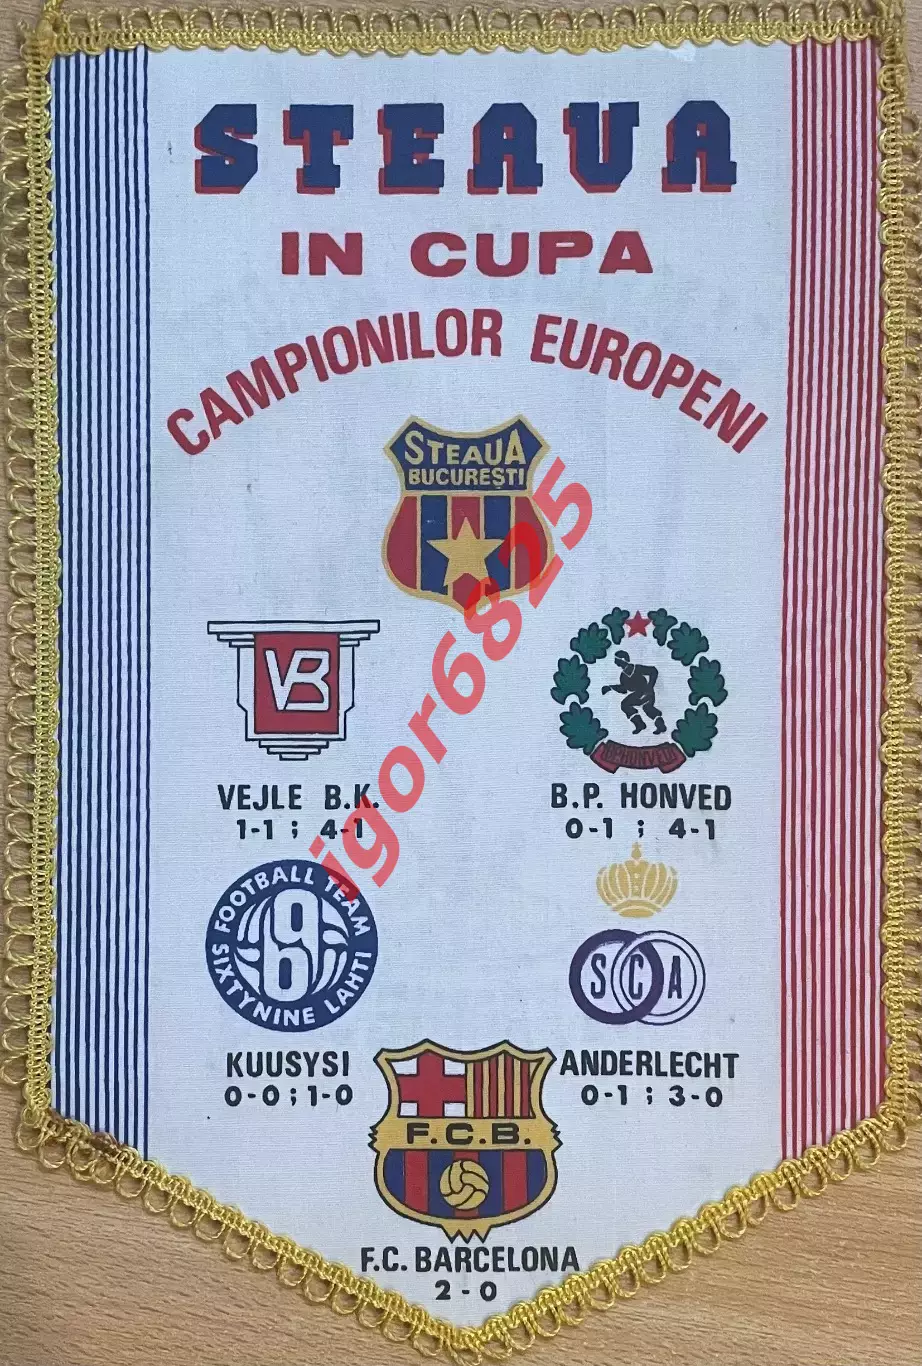 STEAUA
IN CUPA
CAMPIONILOR EUROPENI
STEAUA
BUCUREȘTI
VB
VEJLE B.K.
1-1 ; 4-1
B.P. HONVED
0-1 ; 4-1
FOOTBALL TEAM
69
SIXTYNINE LAHTI
KUUSYSI
0-0 ; 1-0
S C A
ANDERLECHT
0-1 ; 3-0
F.C.B.
F.C. BARCELONA
2-0
igor6825